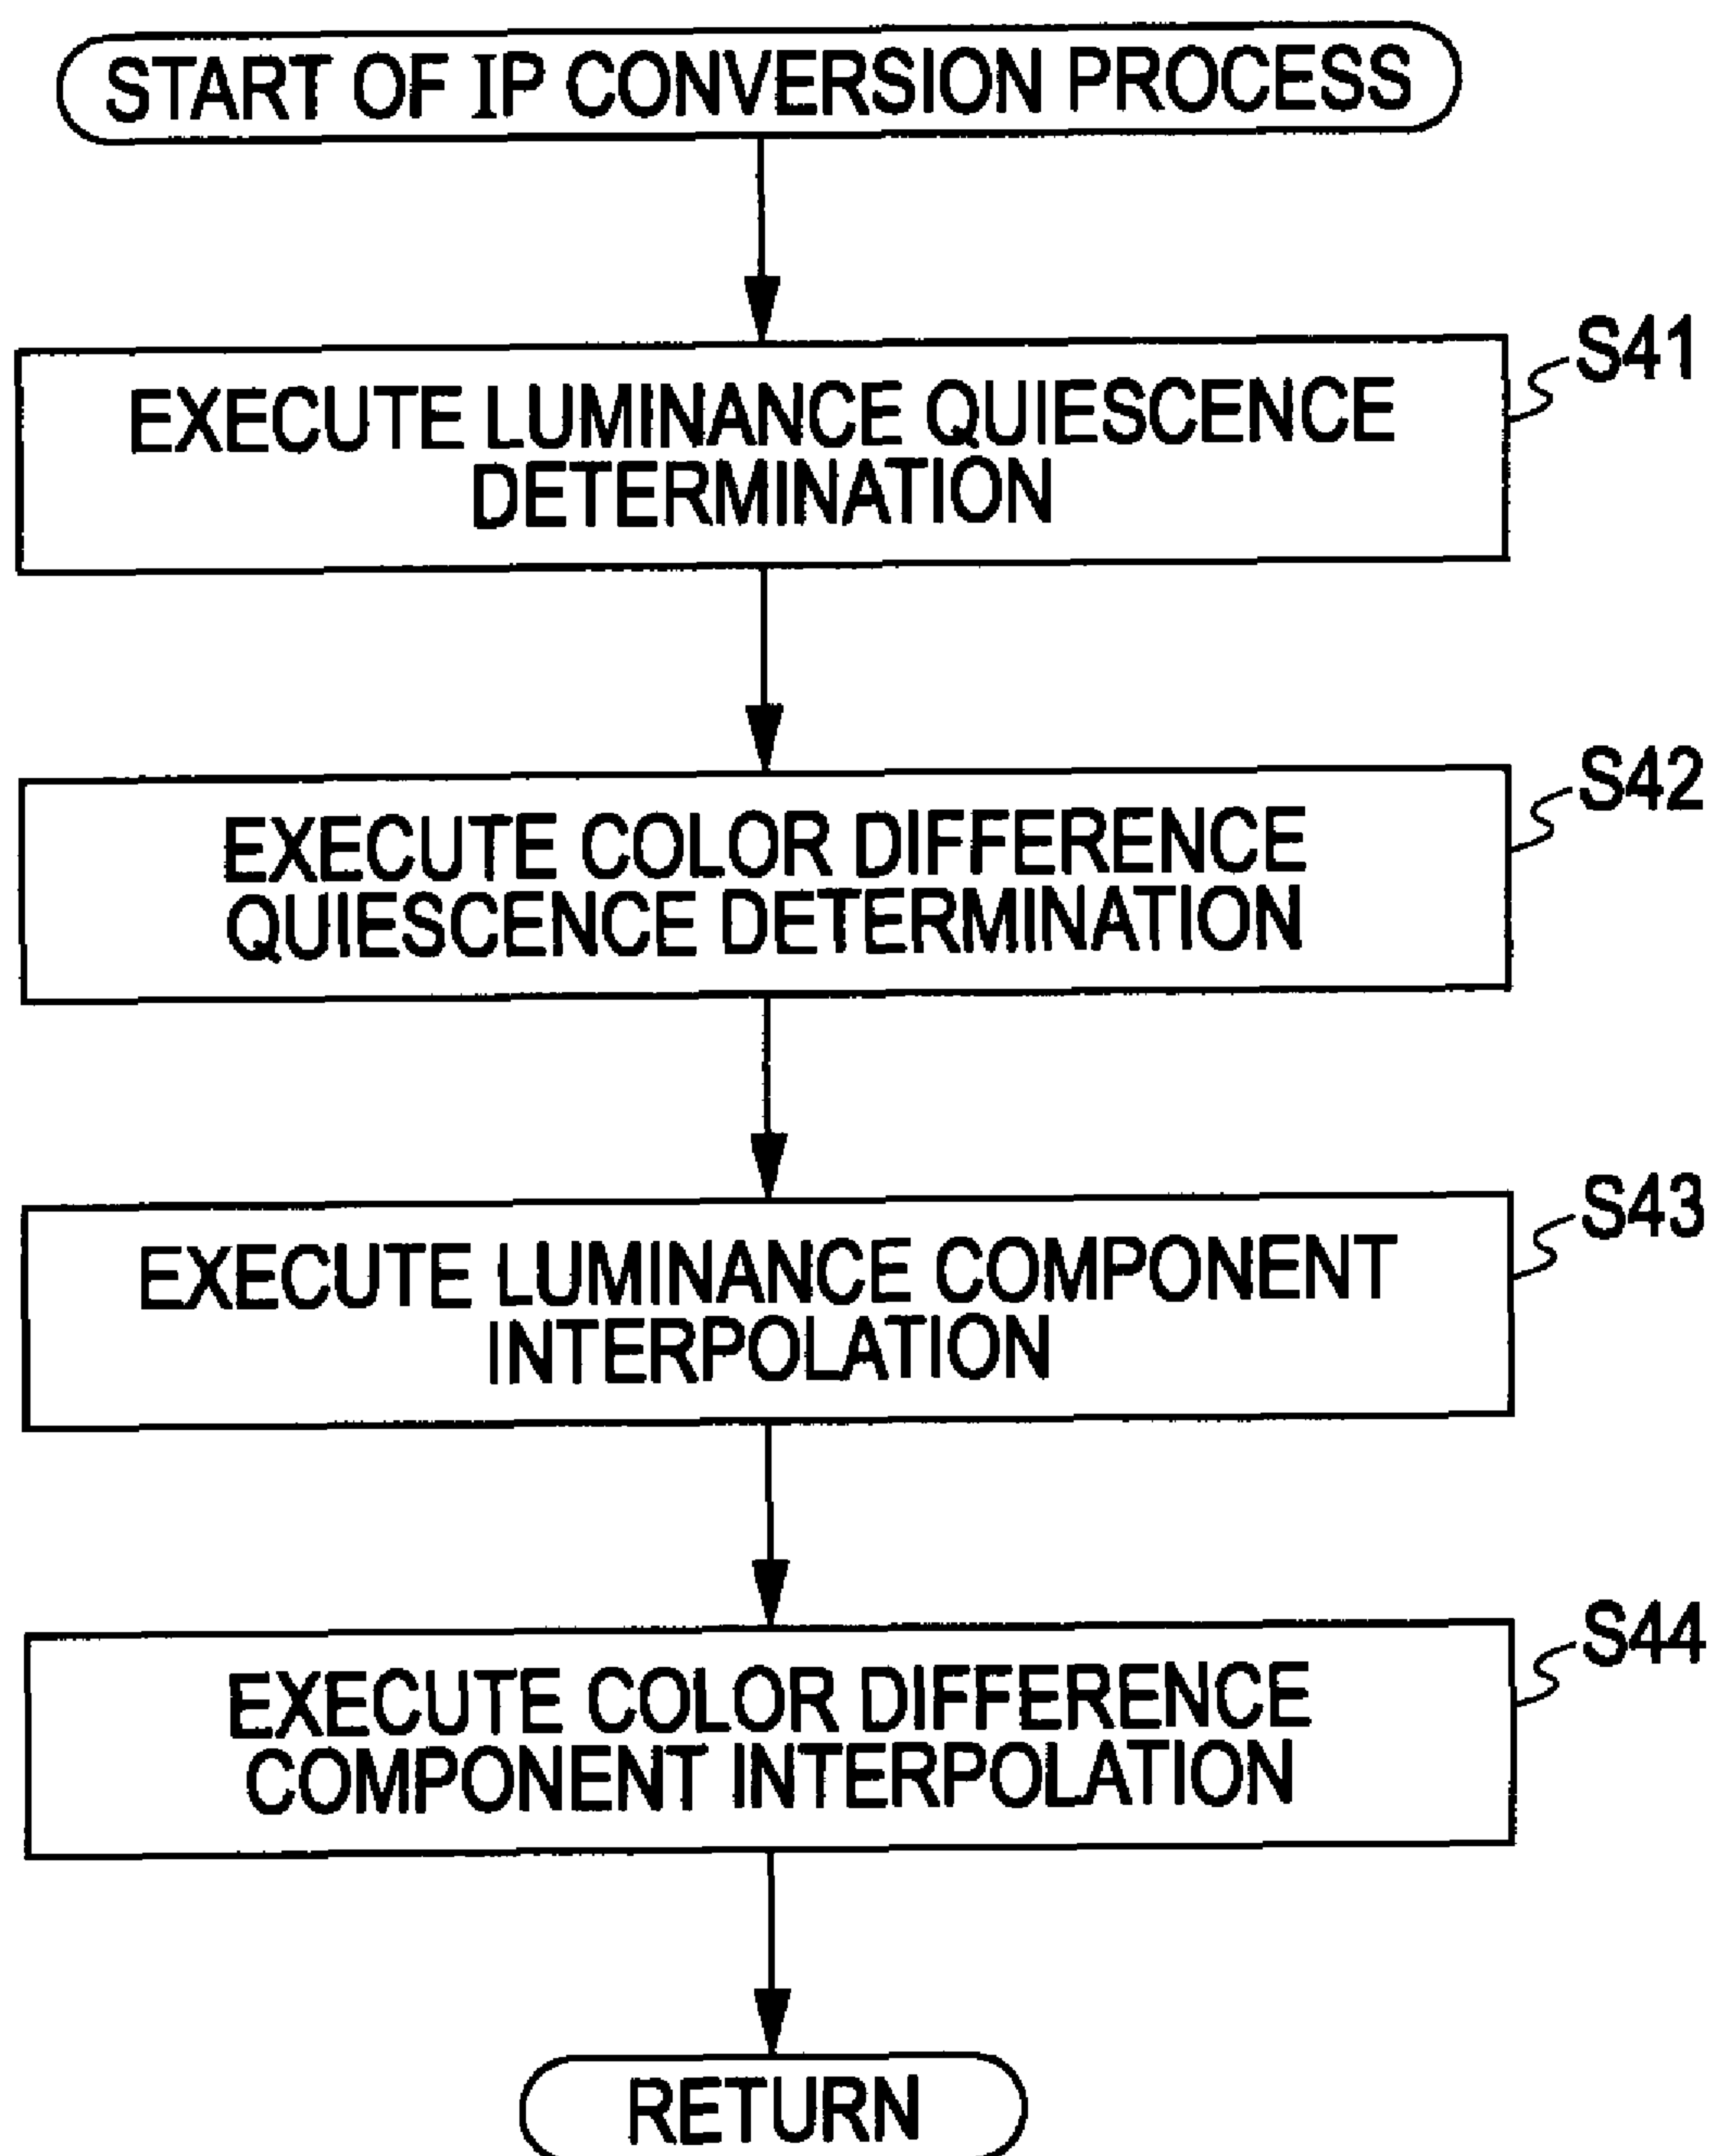 START OF IP CONVERSION PROCESS
S41
EXECUTE LUMINANCE QUIESCENCE
DETERMINATION
S42
EXECUTE COLOR DIFFERENCE
QUIESCENCE DETERMINATION
S43
EXECUTE LUMINANCE COMPONENT
INTERPOLATION
S44
EXECUTE COLOR DIFFERENCE
COMPONENT INTERPOLATION
RETURN